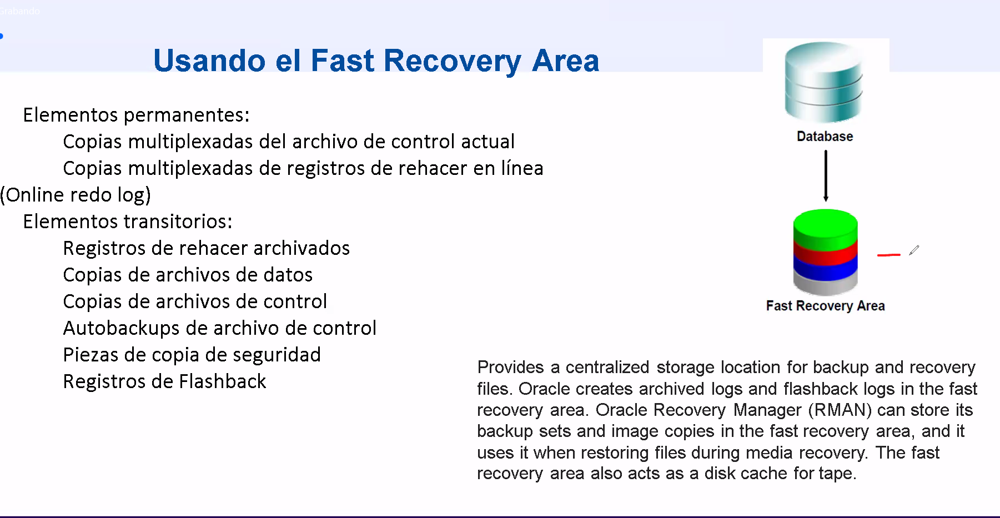 Grabando
Usando el Fast Recovery Area
Elementos permanentes:
Copias multiplexadas del archivo de control actual
Copias multiplexadas de registros de rehacer en línea
(Online redo log)
Elementos transitorios:
Registros de rehacer archivados
Copias de archivos de datos
Copias de archivos de control
Autobackups de archivo de control
Piezas de copia de seguridad
Registros de Flashback
Database
Fast Recovery Area
Provides a centralized storage location for backup and recovery
files. Oracle creates archived logs and flashback logs in the fast
recovery area. Oracle Recovery Manager (RMAN) can store its
backup sets and image copies in the fast recovery area, and it
uses it when restoring files during media recovery. The fast
recovery area also acts as a disk cache for tape.